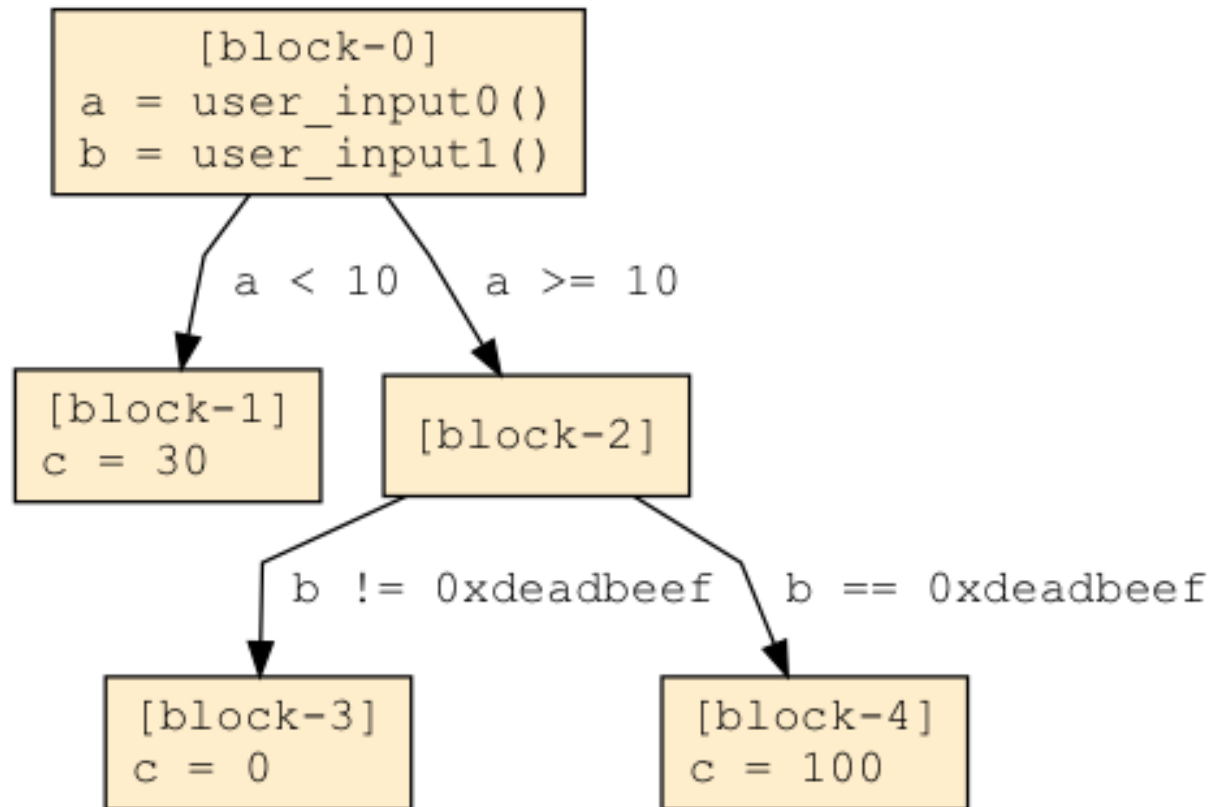 [block-0]
a = user_input0()
b = user_input1()
a < 10
a >= 10
[block-1]
c = 30
[block-2]
b != 0xdeadbeef
b == 0xdeadbeef
[block-3]
c = 0
[block-4]
c = 100